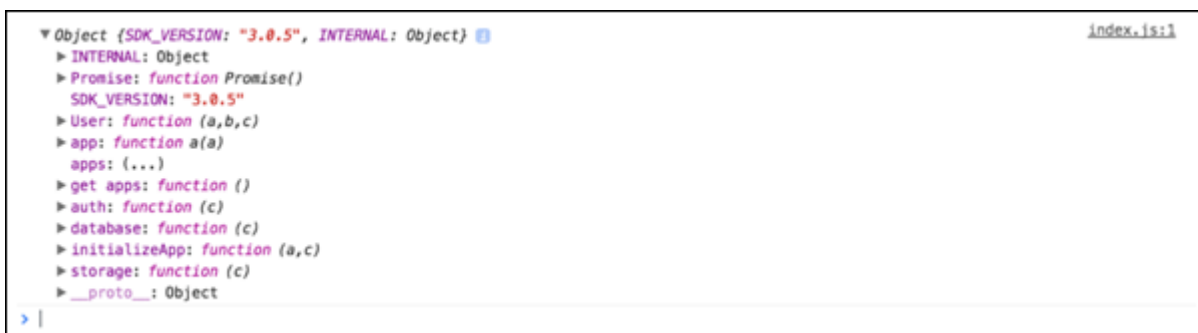 ▼Object {SDK_VERSION: "3.0.5", INTERNAL: Object} i index.js:1
▶INTERNAL: Object
▶Promise: function Promise()
SDK_VERSION: "3.0.5"
▶User: function (a,b,c)
▶app: function a(a)
apps: (...)
▶get apps: function ()
▶auth: function (c)
▶database: function (c)
▶initializeApp: function (a,c)
▶storage: function (c)
▶__proto__: Object
>